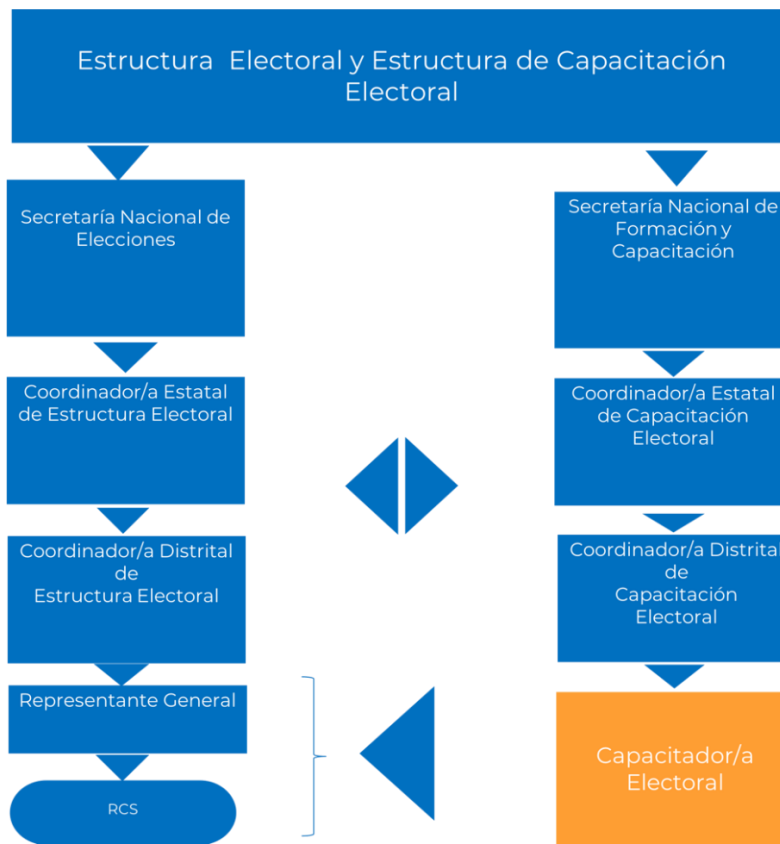 Estructura Electoral y Estructura de Capacitación
Electoral
Secretaría Nacional de
Elecciones
Secretaría Nacional de
Formación y
Capacitación
Coordinador/a Estatal
de Estructura Electoral
Coordinador/a Estatal
de Capacitación
Electoral
Coordinador/a Distrital
de
Estructura Electoral
Coordinador/a Distrital
de
Capacitación
Electoral
Representante General
Capacitador/a
Electoral
RCS